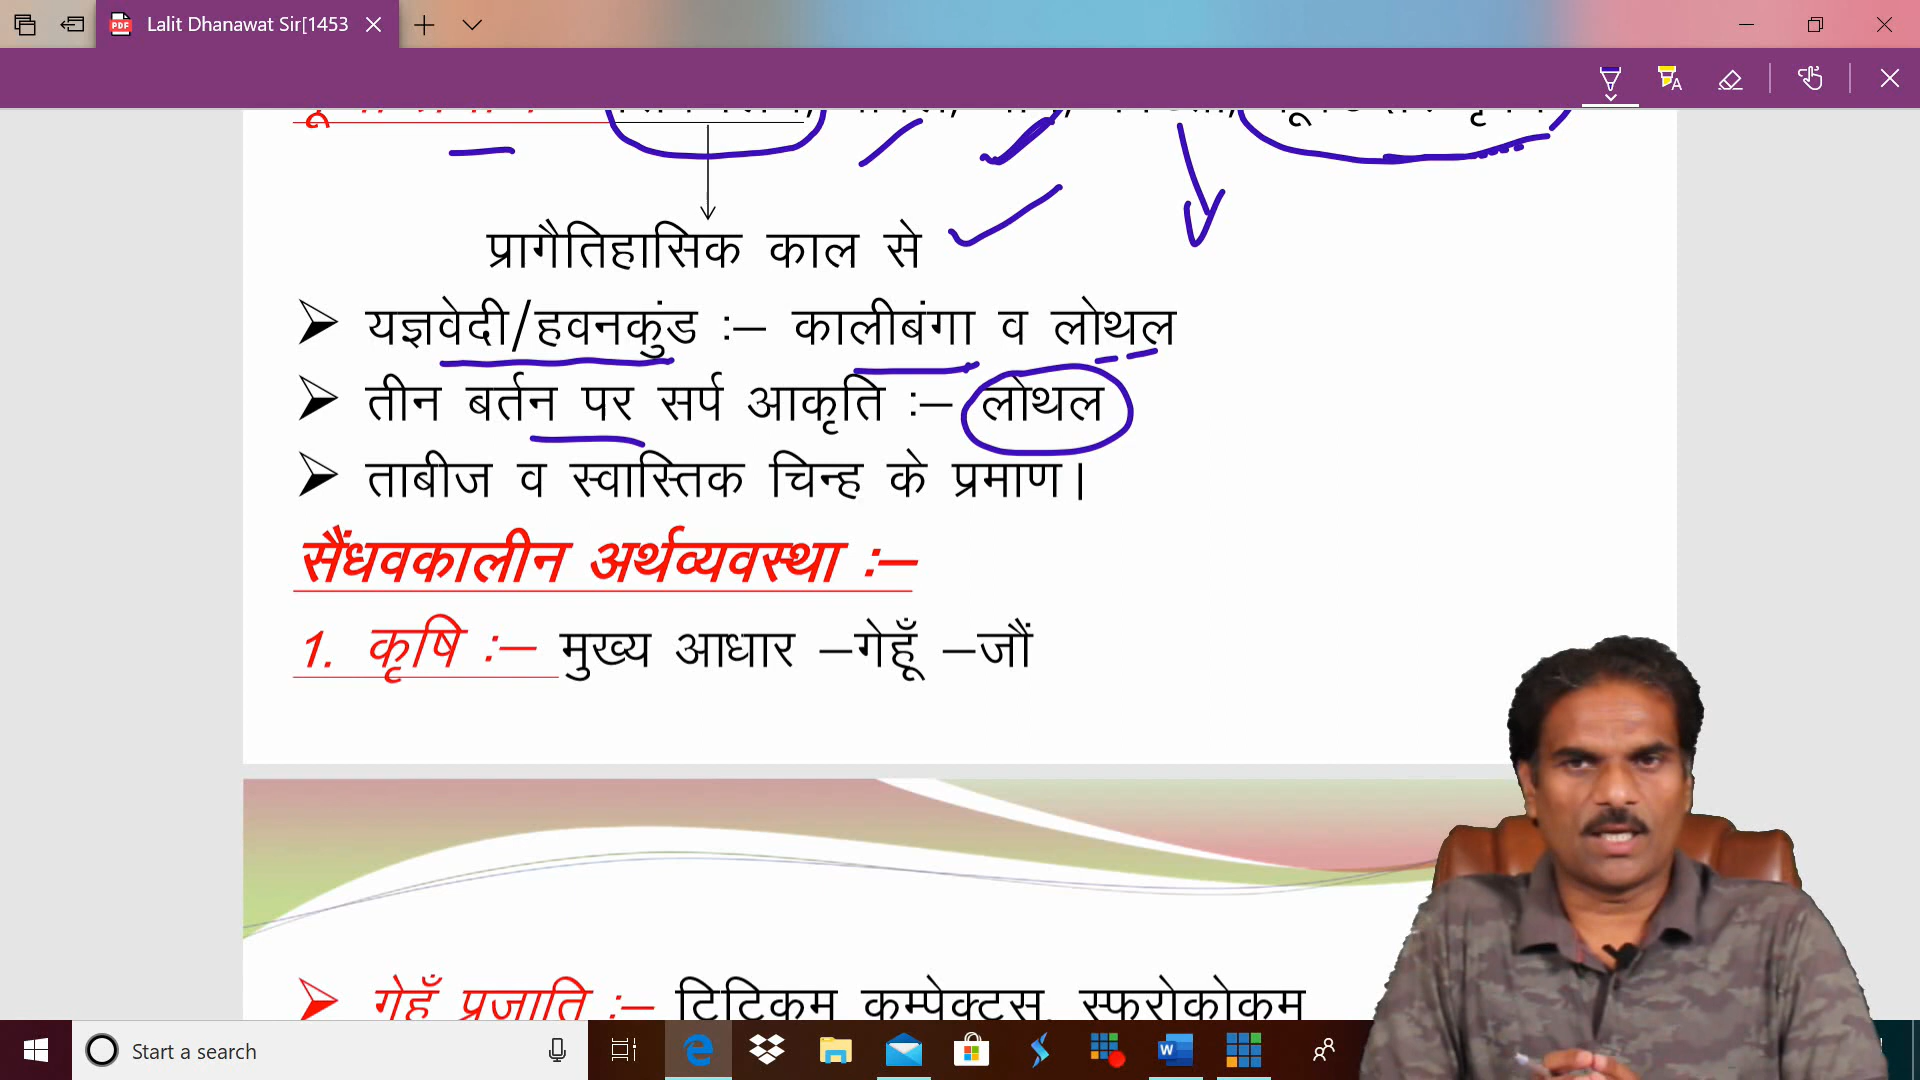 Lalit Dhanawat Sir[1453
प्रागैतिहासिक काल से
➢ यज्ञवेदी/हवनकुंड :– कालीबंगा व लोथल
➢ तीन बर्तन पर सर्प आकृति :– लोथल
➢ ताबीज व स्वास्तिक चिन्ह के प्रमाण।
सैंधवकालीन अर्थव्यवस्था :–
1. कृषि :– मुख्य आधार –गेहूँ –जौं
➢ गेहूँ प्रजाति :– टिटिकम कम्पेक्टस, स्फरोकोकम
Start a search